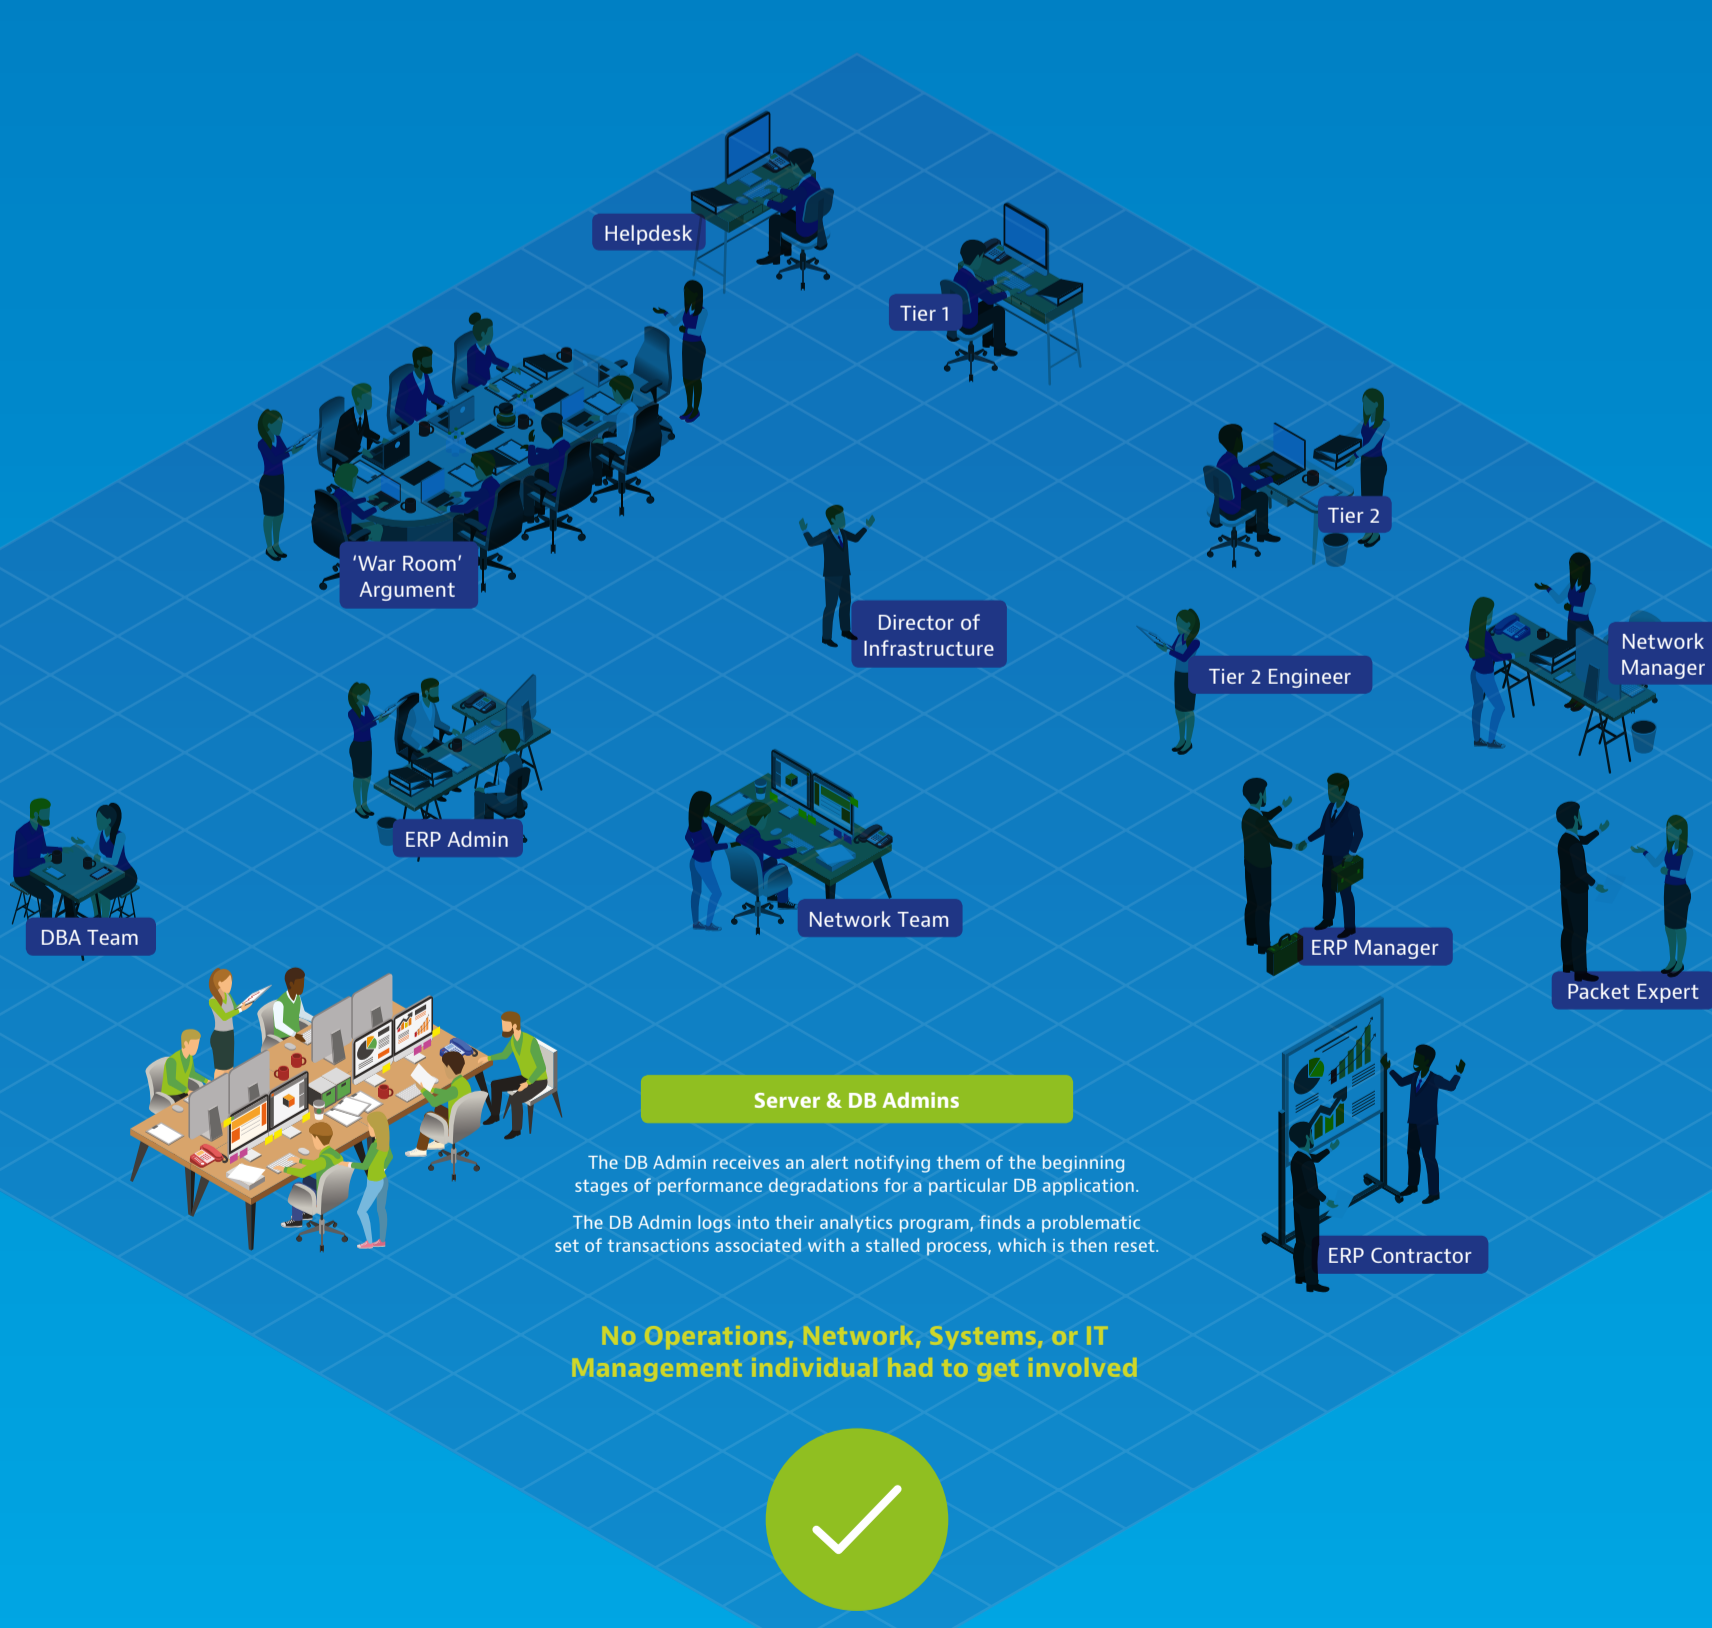 Helpdesk
Tier 1
Tier 2
'War Room'
Argument
Director of
Infrastructure
Tier 2 Engineer
Network
Manager
ERP Admin
Network Team
DBA Team
ERP Manager
Packet Expert
Server & DB Admins
The DB Admin receives an alert notifying them of the beginning
stages of performance degradations for a particular DB application.
The DB Admin logs into their analytics program, finds a problematic
set of transactions associated with a stalled process, which is then reset.
ERP Contractor
No Operations, Network, Systems, or IT
Management individual had to get involved